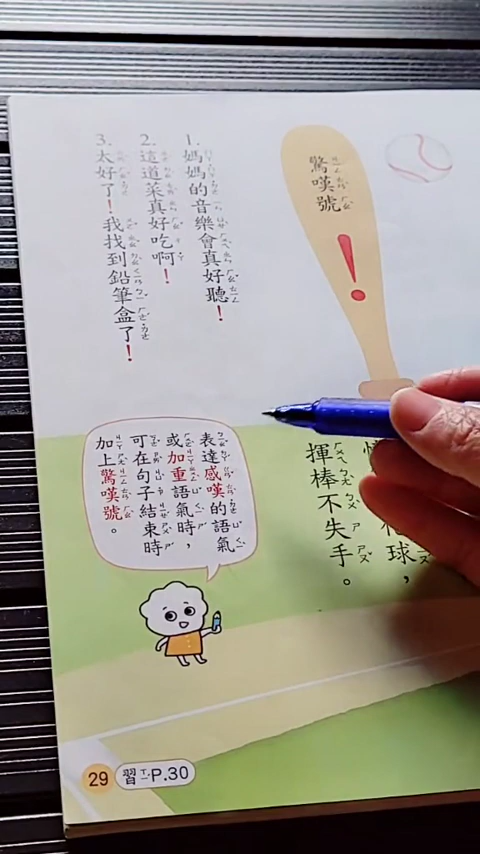 驚嘆號
！
球，
揮棒不失手。
1. 媽媽的音樂會真好聽！
2. 這道菜真好吃啊！
3. 太好了！我找到鉛筆盒了！
表達感嘆的語氣
或加重語氣時，
可在句子結束時
加上驚嘆號。
29 習 P.30